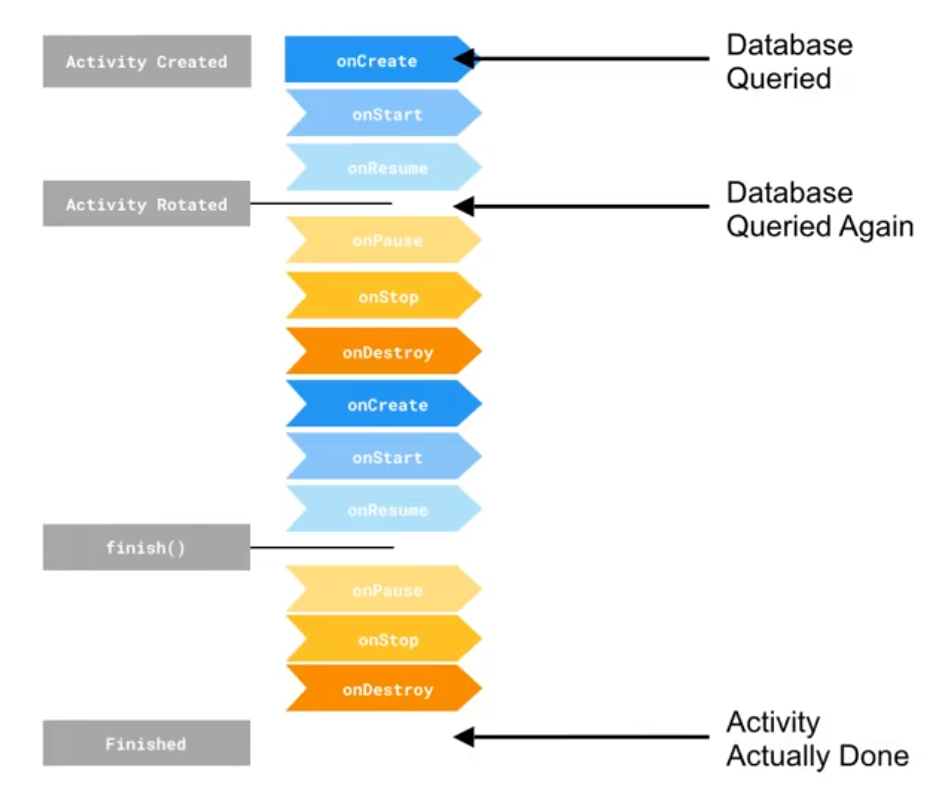 Activity Created
onCreate
Database
Queried
onStart
onResume
Activity Rotated
Database
Queried Again
onPause
onStop
onDestroy
onCreate
onStart
onResume
finish()
onPause
onStop
onDestroy
Finished
Activity
Actually Done